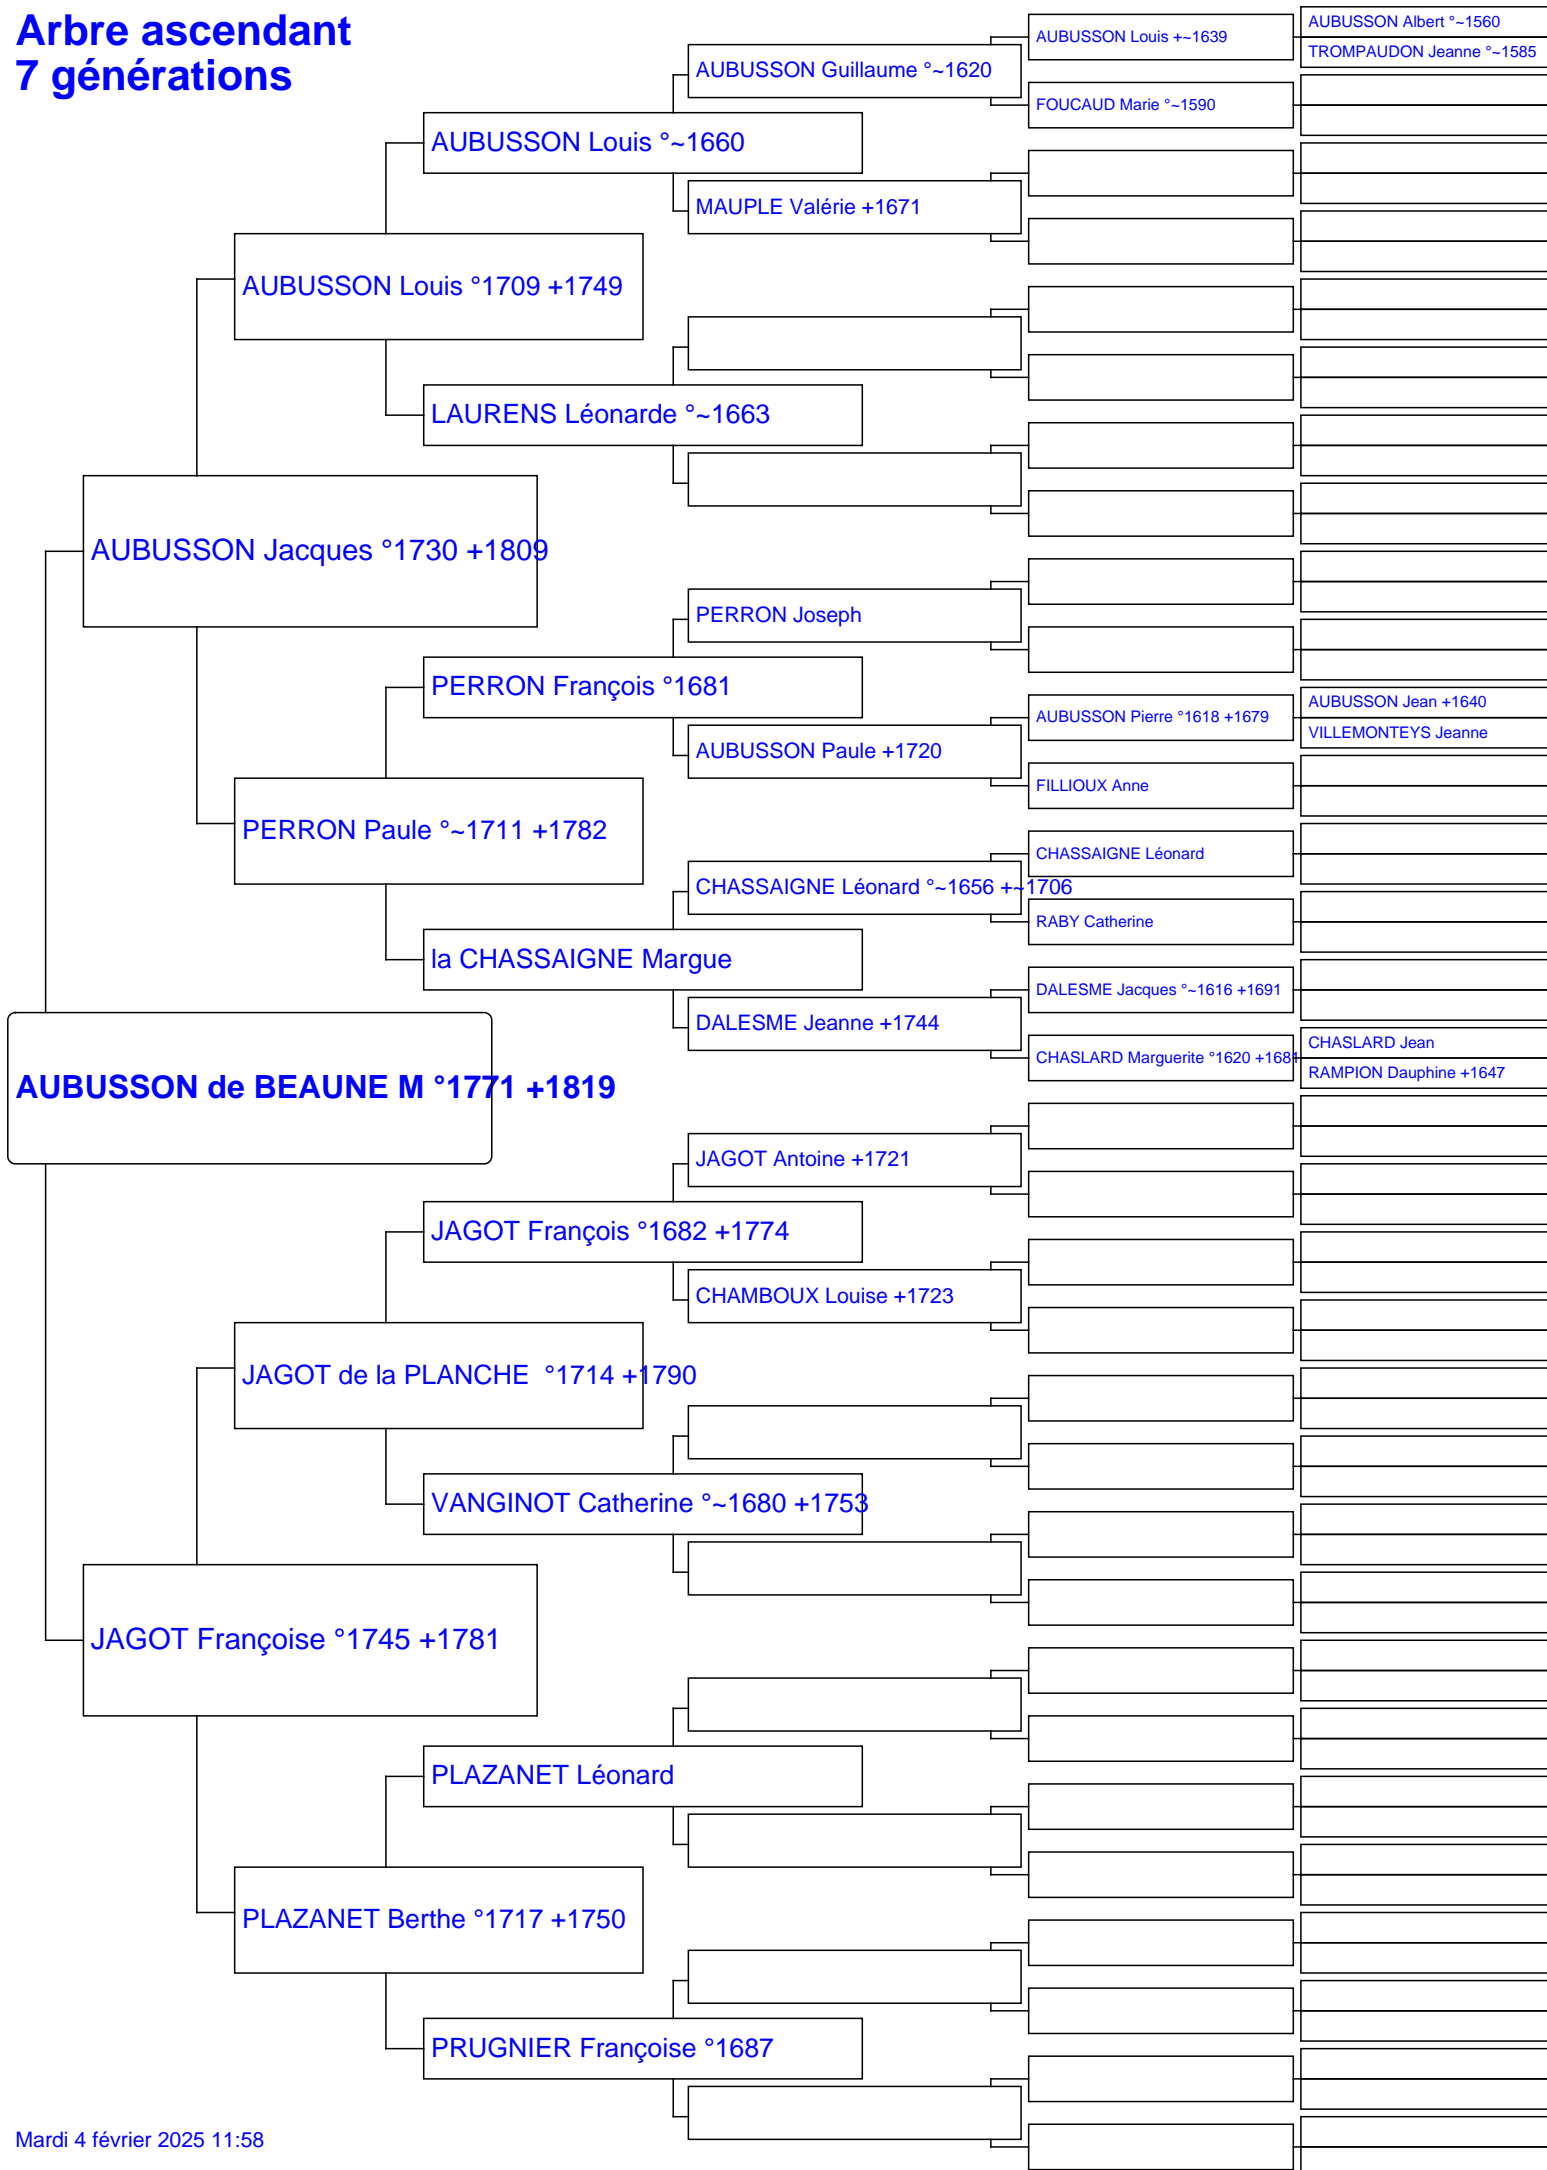 Arbre ascendant
7 générations
AUBUSSON Albert °~1560
AUBUSSON Louis +~1639
TROMPAUDON Jeanne °~1585
AUBUSSON Guillaume °~1620
FOUCAUD Marie °~1590
AUBUSSON Louis °~1660
MAUPLE Valérie +1671
AUBUSSON Louis °1709 +1749
LAURENS Léonarde °~1663
AUBUSSON Jacques °1730 +1809
PERRON Joseph
PERRON François °1681
AUBUSSON Jean +1640
AUBUSSON Pierre °1618 +1679
VILLEMONTEYS Jeanne
AUBUSSON Paule +1720
FILLIOUX Anne
PERRON Paule °~1711 +1782
CHASSAIGNE Léonard
CHASSAIGNE Léonard °~1656 +~1706
RABY Catherine
la CHASSAIGNE Margue
DALESME Jacques °~1616 +1691
DALESME Jeanne +1744
CHASLARD Jean
CHASLARD Marguerite °1620 +1681
RAMPION Dauphine +1647
AUBUSSON de BEAUNE M °1771 +1819
JAGOT Antoine +1721
JAGOT François °1682 +1774
CHAMBOUX Louise +1723
JAGOT de la PLANCHE  °1714 +1790
VANGINOT Catherine °~1680 +1753
JAGOT Françoise °1745 +1781
PLAZANET Léonard
PLAZANET Berthe °1717 +1750
PRUGNIER Françoise °1687
Mardi 4 février 2025 11:58